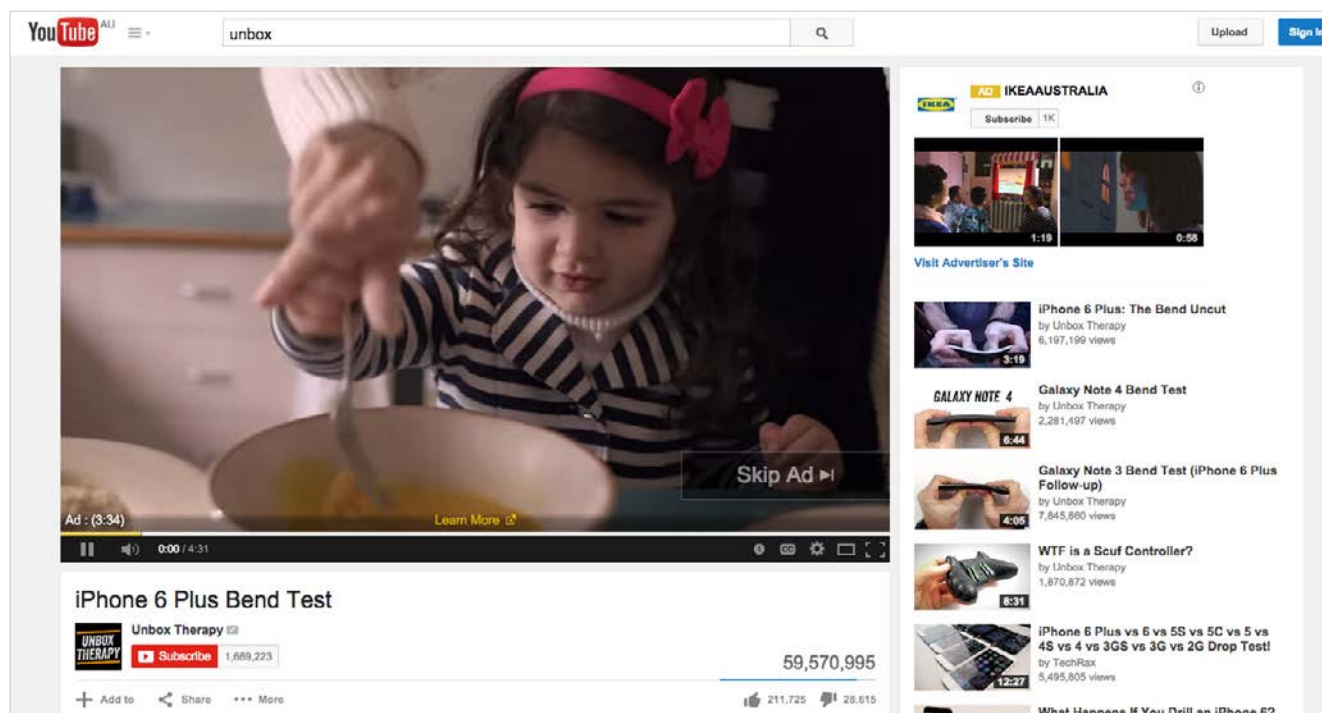 YouTube AU
unbox
Upload
Sign In
Skip Ad
Ad : (3:34)
Learn More
0:00 / 4:31
CC
iPhone 6 Plus Bend Test
UNBOX
THERAPY
Unbox Therapy
Subscribe 1,669,223
59,570,995
Add to
Share
More
211,725
28,615
IKEA
AD IKEAAUSTRALIA
Subscribe 1K
1:19
0:58
Visit Advertiser's Site
3:19
iPhone 6 Plus: The Bend Uncut
by Unbox Therapy
6,197,199 views
GALAXY NOTE 4
6:44
Galaxy Note 4 Bend Test
by Unbox Therapy
2,281,497 views
4:05
Galaxy Note 3 Bend Test (iPhone 6 Plus
Follow-up)
by Unbox Therapy
7,845,860 views
8:31
WTF is a Scuf Controller?
by Unbox Therapy
1,870,872 views
12:27
iPhone 6 Plus vs 6 vs 5S vs 5C vs 5 vs
4S vs 4 vs 3GS vs 3G vs 2G Drop Test!
by TechRax
5,495,805 views
What Happens If You Drill an iPhone 6?